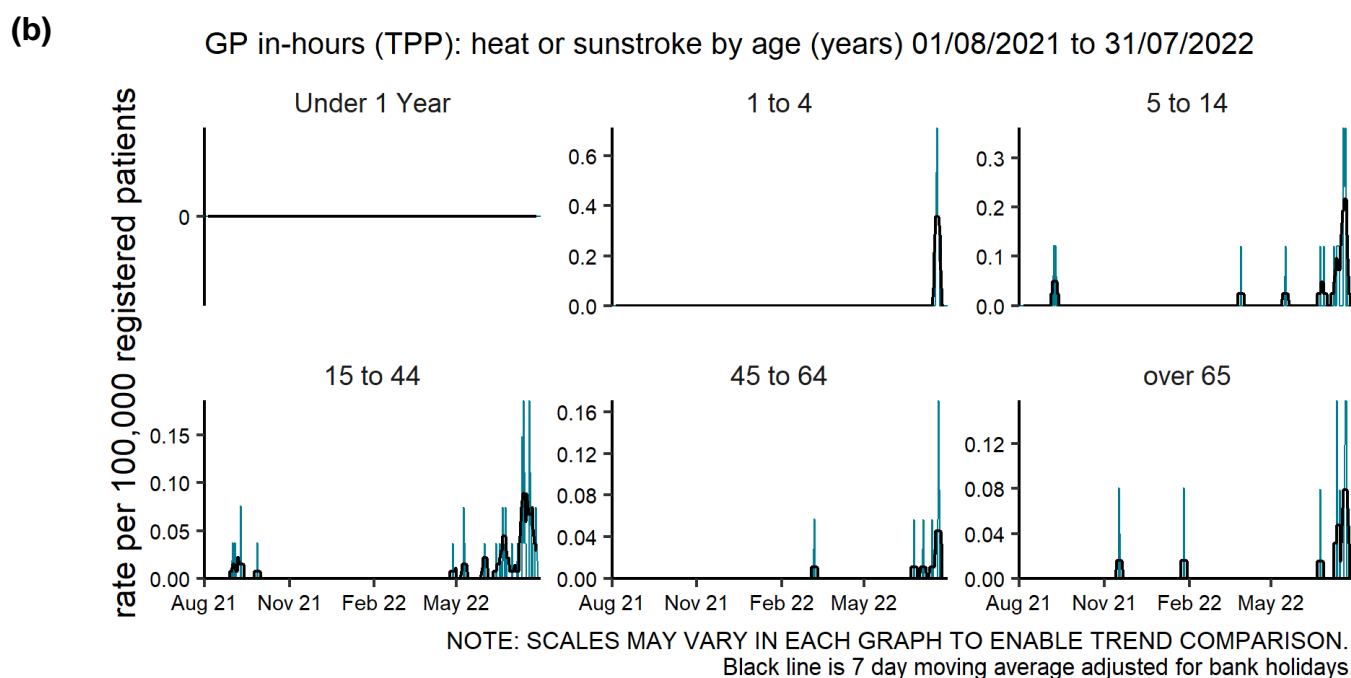 (b)
GP in-hours (TPP): heat or sunstroke by age (years) 01/08/2021 to 31/07/2022
rate per 100,000 registered patients
Under 1 Year
0
1 to 4
0.6
0.4
0.2
0.0
5 to 14
0.3
0.2
0.1
0.0
15 to 44
0.15
0.10
0.05
0.00
Aug 21 Nov 21 Feb 22 May 22
45 to 64
0.16
0.12
0.08
0.04
0.00
Aug 21 Nov 21 Feb 22 May 22
over 65
0.12
0.08
0.04
0.00
Aug 21 Nov 21 Feb 22 May 22
NOTE: SCALES MAY VARY IN EACH GRAPH TO ENABLE TREND COMPARISON.
Black line is 7 day moving average adjusted for bank holidays